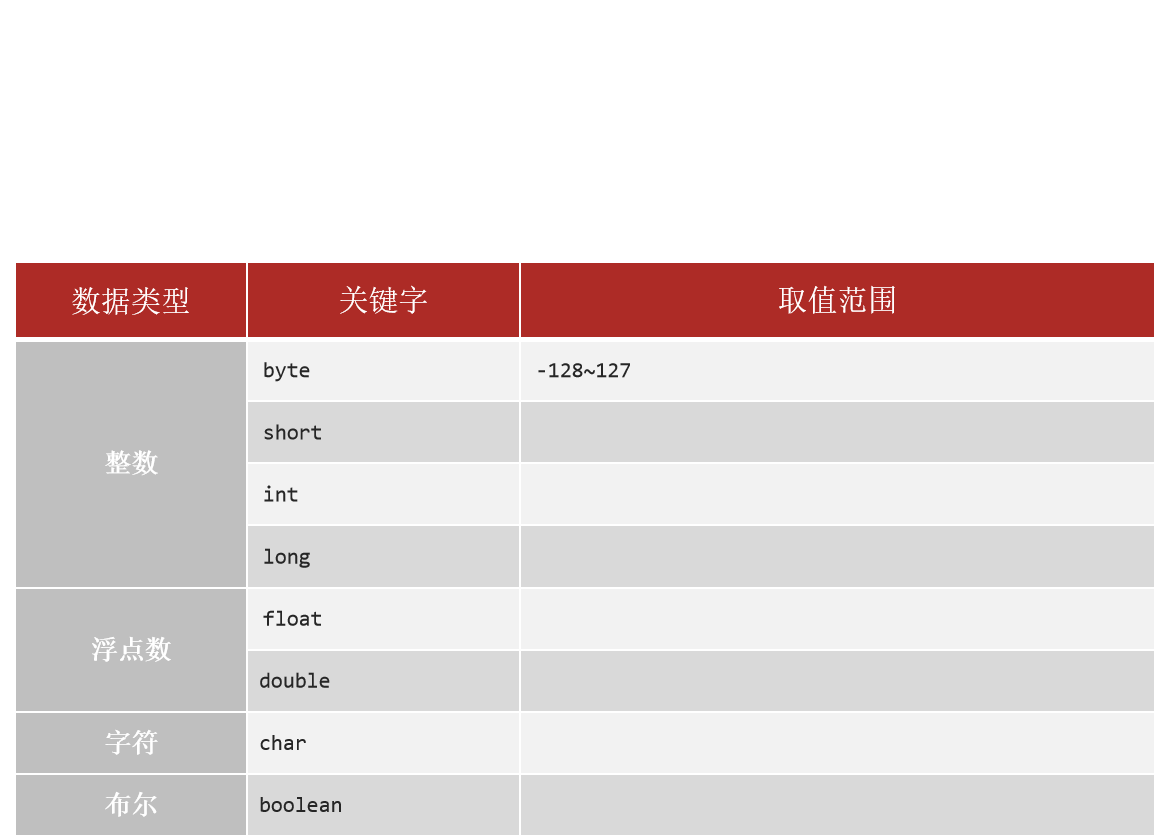 数据类型 关键字 取值范围
整数
byte -128~127
short
int
long
浮点数
float
double
字符 char
布尔 boolean